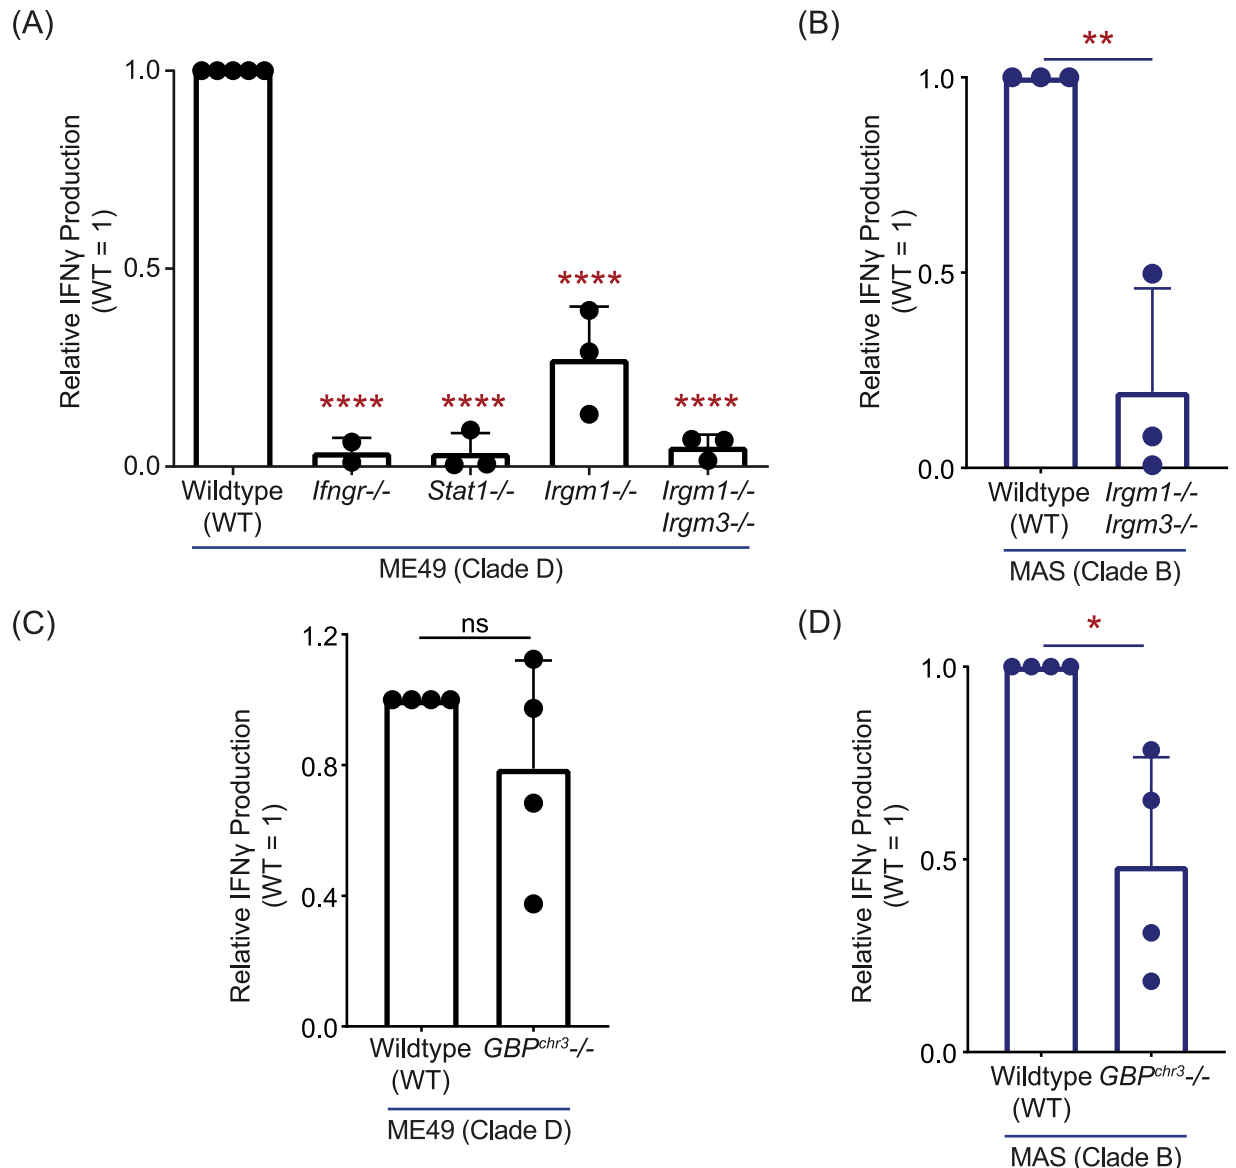 (A)
Relative IFNγ Production
(WT = 1)
1.0
0.5
0.0
****
****
****
****
Wildtype
(WT)
Ifngr-/-
Stat1-/-
Irgm1-/-
Irgm1-/-
Irgm3-/-
ME49 (Clade D)
(B)
Relative IFNγ Production
(WT = 1)
1.0
0.5
0.0
**
Wildtype
(WT)
Irgm1-/-
Irgm3-/-
MAS (Clade B)
(C)
Relative IFNγ Production
(WT = 1)
1.2
0.8
0.4
0.0
ns
Wildtype
(WT)
GBPchr3-/-
ME49 (Clade D)
(D)
Relative IFNγ Production
(WT = 1)
1.0
0.5
0.0
*
Wildtype
(WT)
GBPchr3-/-
MAS (Clade B)